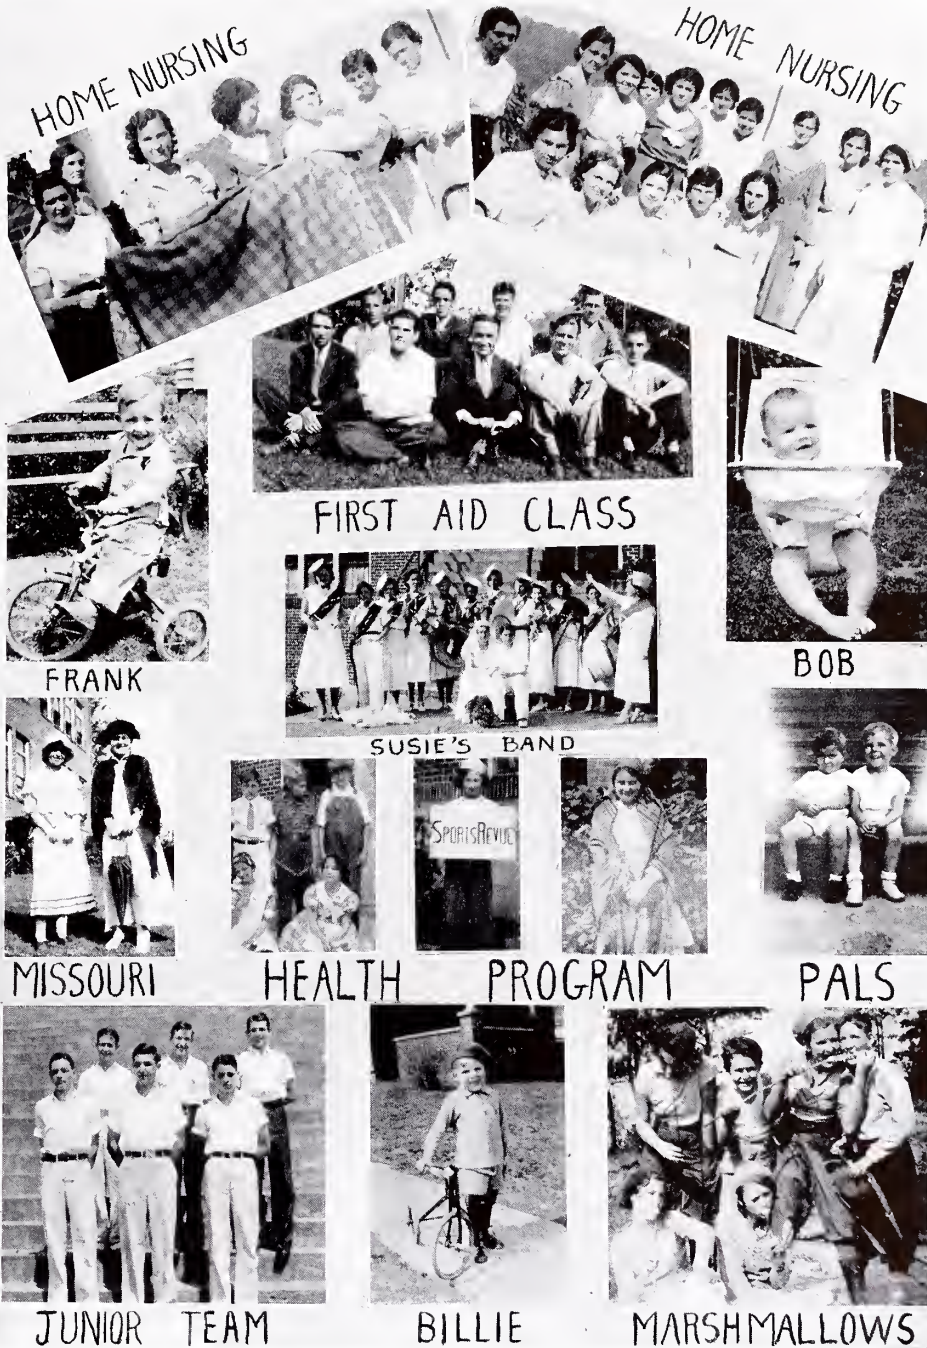 HOME NURSING
HOME NURSING
FIRST AID CLASS
FRANK
BOB
SUSIE'S BAND
SPORTS REVUE
MISSOURI
HEALTH PROGRAM
PALS
JUNIOR TEAM
BILLIE
MARSHMALLOWS